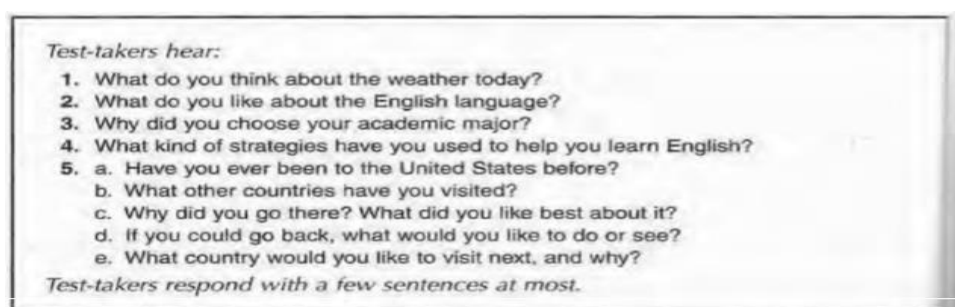 Test-takers hear:
1. What do you think about the weather today?
2. What do you like about the English language?
3. Why did you choose your academic major?
4. What kind of strategies have you used to help you learn English?
5. a. Have you ever been to the United States before?
b. What other countries have you visited?
c. Why did you go there? What did you like best about it?
d. If you could go back, what would you like to do or see?
e. What country would you like to visit next, and why?
Test-takers respond with a few sentences at most.